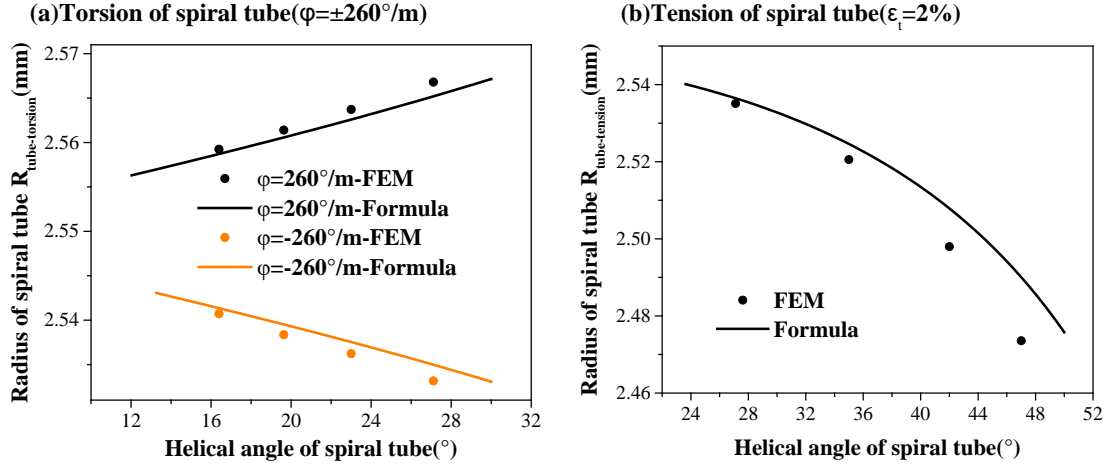 (a)Torsion of spiral tube(φ=±260°/m)
Radius of spiral tube R_tube-torsion(mm)
2.57
2.56
2.55
2.54
φ=260°/m-FEM
φ=260°/m-Formula
φ=-260°/m-FEM
φ=-260°/m-Formula
12 16 20 24 28 32
Helical angle of spiral tube(°)
(b)Tension of spiral tube(ε_t=2%)
Radius of spiral tube R_tube-tension(mm)
2.54
2.52
2.50
2.48
2.46
FEM
Formula
24 28 32 36 40 44 48 52
Helical angle of spiral tube(°)